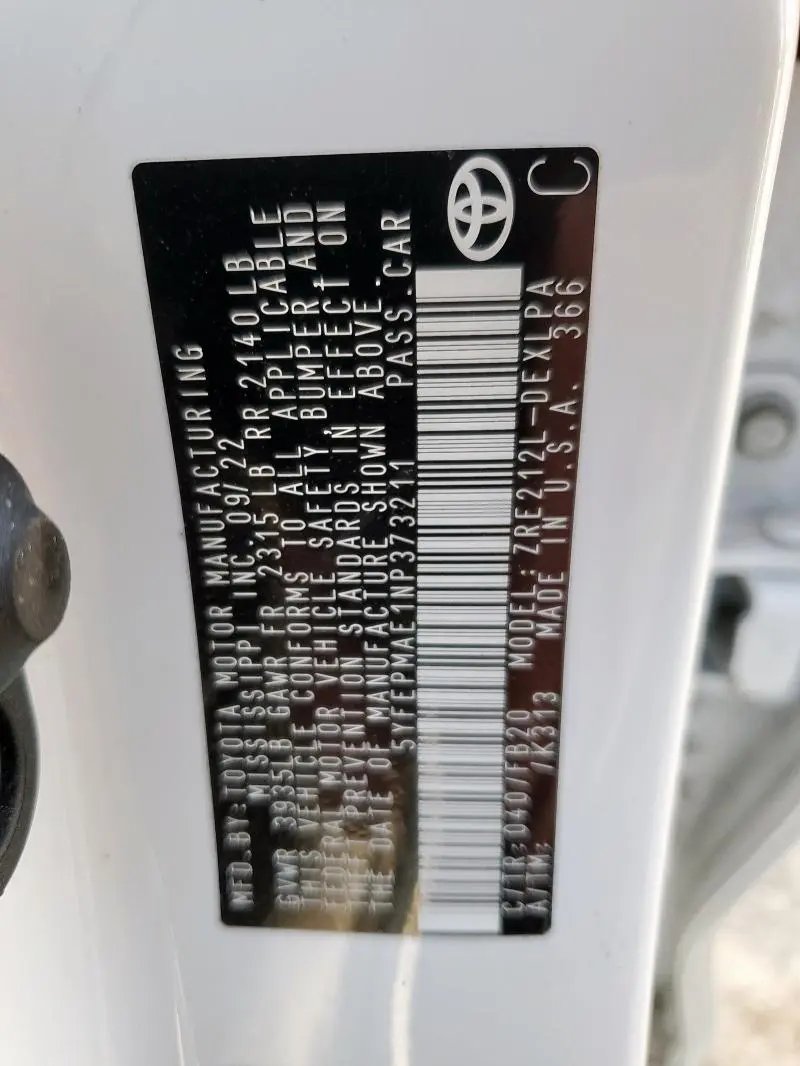 MFD.BY:TOYOTA MOTOR MANUFACTURING
MISSISSIPPI INC.09/22
GVWR 3935LB GAWR FR 2315LB RR 2140LB
THIS VEHICLE CONFORMS TO ALL APPLICABLE
FEDERAL MOTOR VEHICLE SAFETY,BUMPER AND
THEFT PREVENTION STANDARDS IN EFFECT ON
THE DATE OF MANUFACTURE SHOWN ABOVE.
5YFEPMAE1NP373211 PASS.CAR
C/TR:040/FB20 MODEL:ZRE212L-DEXLPA
A/TM: /K313 MADE IN U.S.A. 366
C